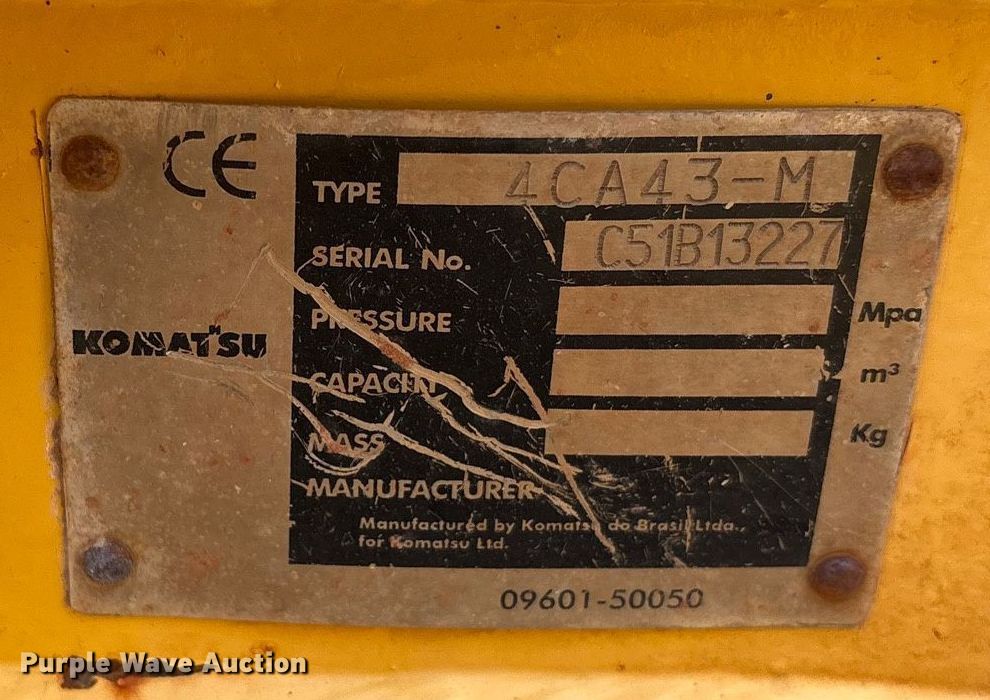 CE
TYPE 4CA43-M
SERIAL No. C51B13227
KOMATSU
PRESSURE Mpa
CAPACITY m³
MASS Kg
MANUFACTURER
Manufactured by Komatsu do Brasil Ltda.,
for Komatsu Ltd.
09601-50050
Purple Wave Auction